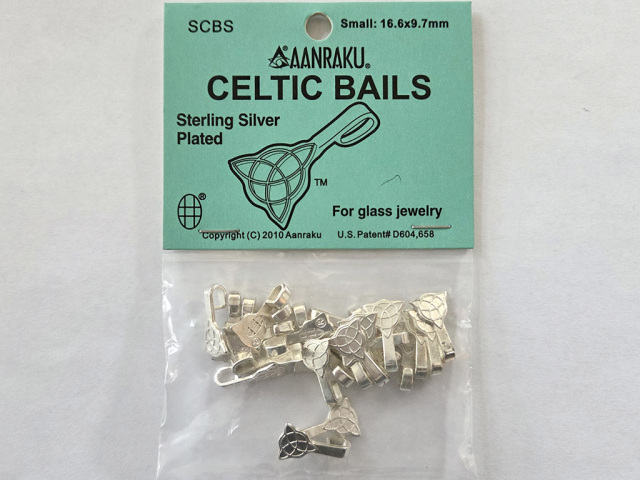 SCBS Small: 16.6x9.7mm
AANRAKU®
CELTIC BAILS
Sterling Silver
Plated
TM
®
For glass jewelry
Copyright (C) 2010 Aanraku U.S. Patent# D604,658